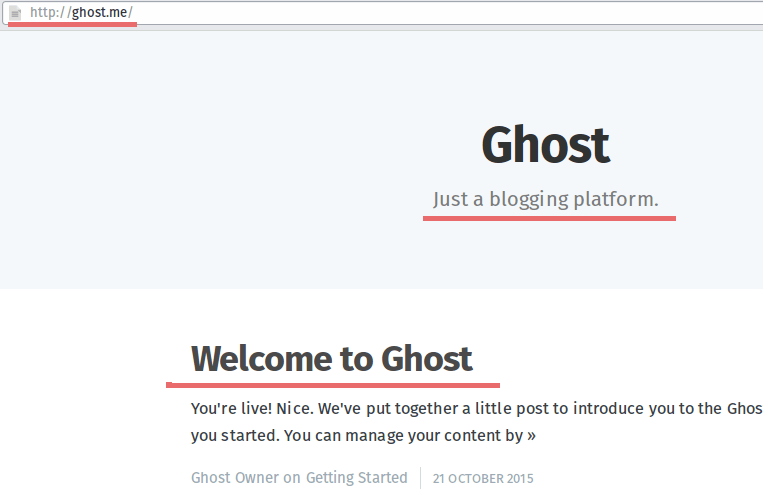 http://ghost.me/
Ghost
Just a blogging platform.
Welcome to Ghost
You're live! Nice. We've put together a little post to introduce you to the Ghos
you started. You can manage your content by »
Ghost Owner on Getting Started | 21 OCTOBER 2015